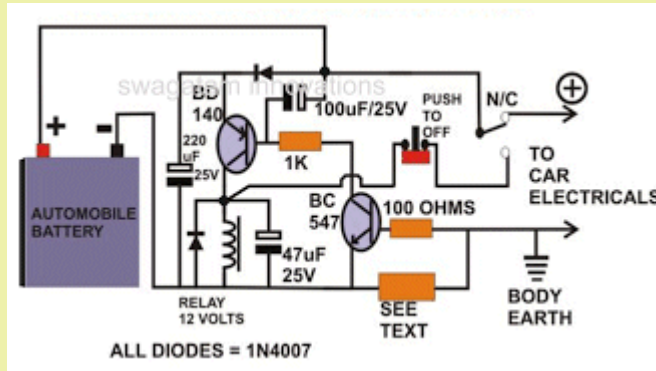 swagatam innovations
+
-
BD
140
100uF/25V
PUSH
TO
OFF
N/C
+
220
uF
25V
1K
TO
CAR
ELECTRICALS
AUTOMOBILE
BATTERY
BC
547
100 OHMS
47uF
25V
RELAY
12 VOLTS
SEE
TEXT
BODY
EARTH
ALL DIODES = 1N4007